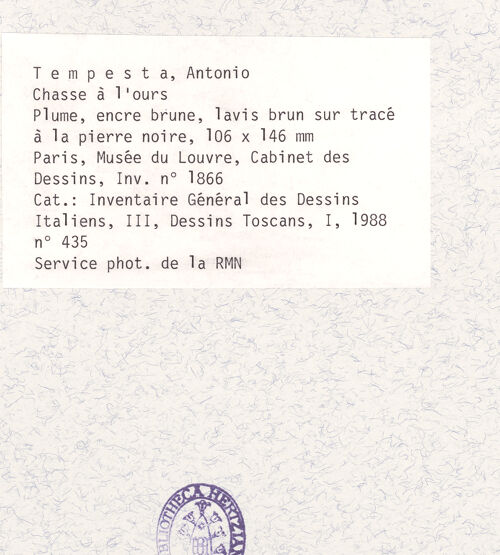 T e m p e s t a, Antonio
Chasse à l'ours
Plume, encre brune, lavis brun sur tracé
à la pierre noire, 106 x 146 mm
Paris, Musée du Louvre, Cabinet des
Dessins, Inv. n° 1866
Cat.: Inventaire Général des Dessins
Italiens, III, Dessins Toscans, I, 1988
n° 435
Service phot. de la RMN
BIBLIOTHECA HERTZIAN